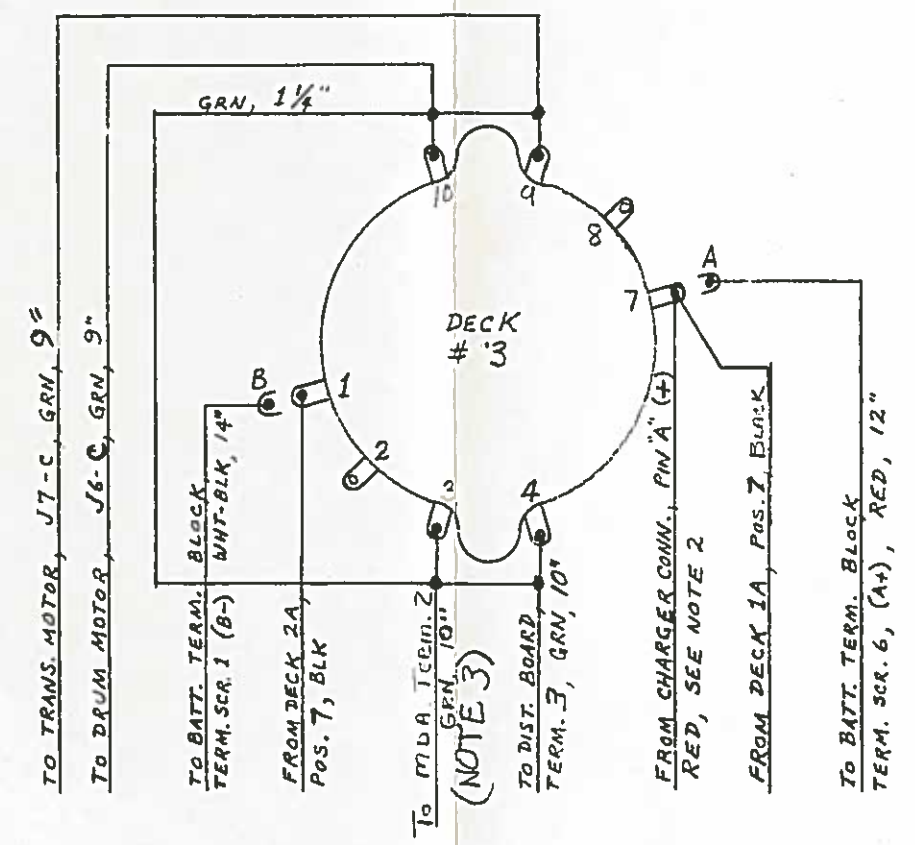 GRN, 1 1/4"
10
9
8
A
7
DECK
# 3
B
1
2
3
4
TO TRANS. MOTOR, J7-C, GRN, 9"
TO DRUM MOTOR, J6-C, GRN, 9"
TO BATT. TERM. BLOCK
TERM. SCR. 1 (B-) WHT-BLK, 14"
FROM DECK 2A,
POS. 7, BLK
To MDA Term. 2
GRN 10"
(NOTE 3)
TO DIST. BOARD,
TERM. 3, GRN, 10"
FROM CHARGER CONN., PIN "A" (+)
RED, SEE NOTE 2
FROM DECK 1A, POS. 7, BLACK
TO BATT. TERM. BLOCK
TERM. SCR. 6, (A+), RED, 12"